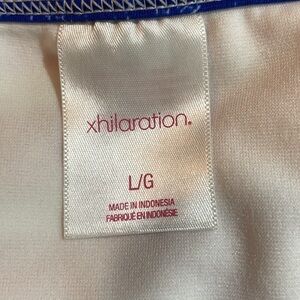 xhilaration.
L/G
MADE IN INDONESIA
FABRIQUÉ EN INDONÉSIE